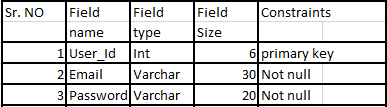 Sr. NO Field name Field type Field Size Constraints
1 User_Id Int 6 primary key
2 Email Varchar 30 Not null
3 Password Varchar 20 Not null